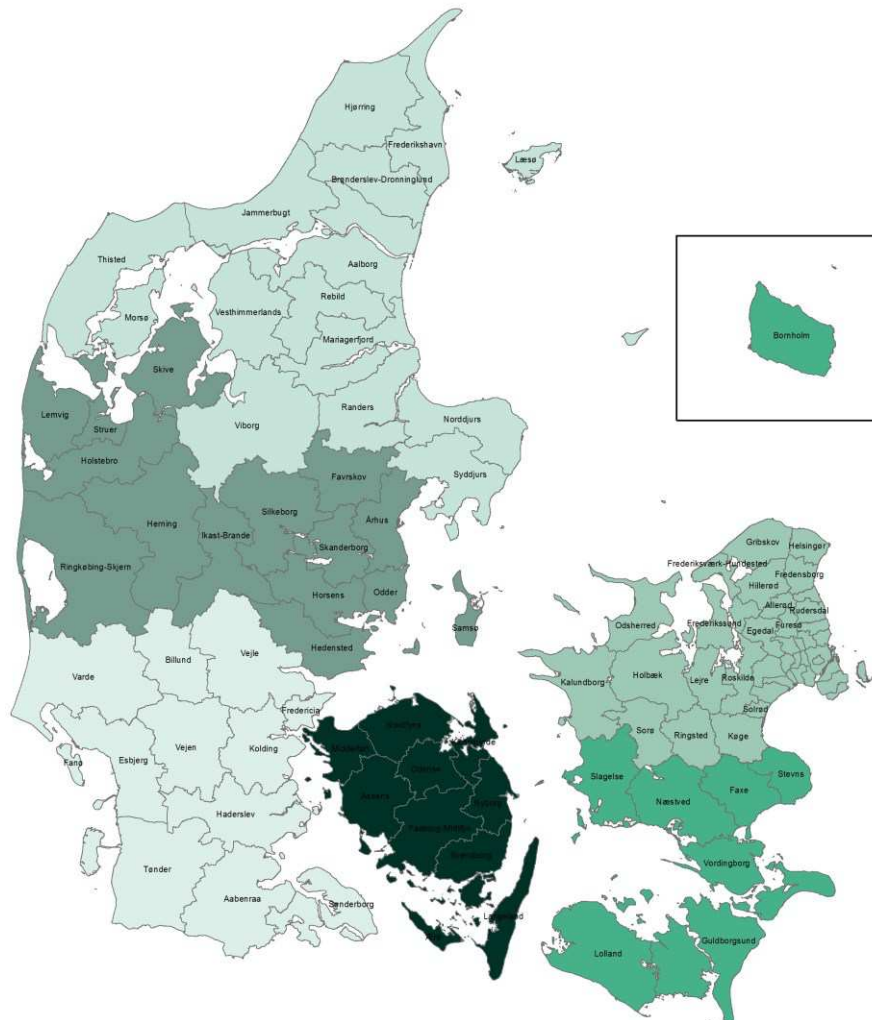 Hjørring
Frederikshavn
Læsø
Brønderslev-Dronninglund
Jammerbugt
Thisted
Aalborg
Rebild
Vesthimmerlands
Morsø
Mariagerfjord
Bornholm
Skive
Lemvig
Struer
Viborg
Randers
Norddjurs
Holstebro
Favrskov
Syddjurs
Silkeborg
Herning
Ikast-Brande
Århus
Skanderborg
Ringkøbing-Skjern
Horsens
Odder
Samsø
Hedensted
Gribskov
Helsingør
Frederiksværk-Hundested
Fredensborg
Hillerød
Allerød
Rudersdal
Odsherred
Frederikssund
Furesø
Egedal
Varde
Billund
Vejle
Kalundborg
Holbæk
Lejre
Roskilde
Solrød
Fredericia
Sorø
Ringsted
Køge
Fanø
Esbjerg
Vejen
Kolding
Odense
Slagelse
Næstved
Faxe
Stevns
Assens
Nyborg
Haderslev
Faaborg-Midtfyn
Svendborg
Vordingborg
Tønder
Aabenraa
Sønderborg
Langeland
Lolland
Guldborgsund